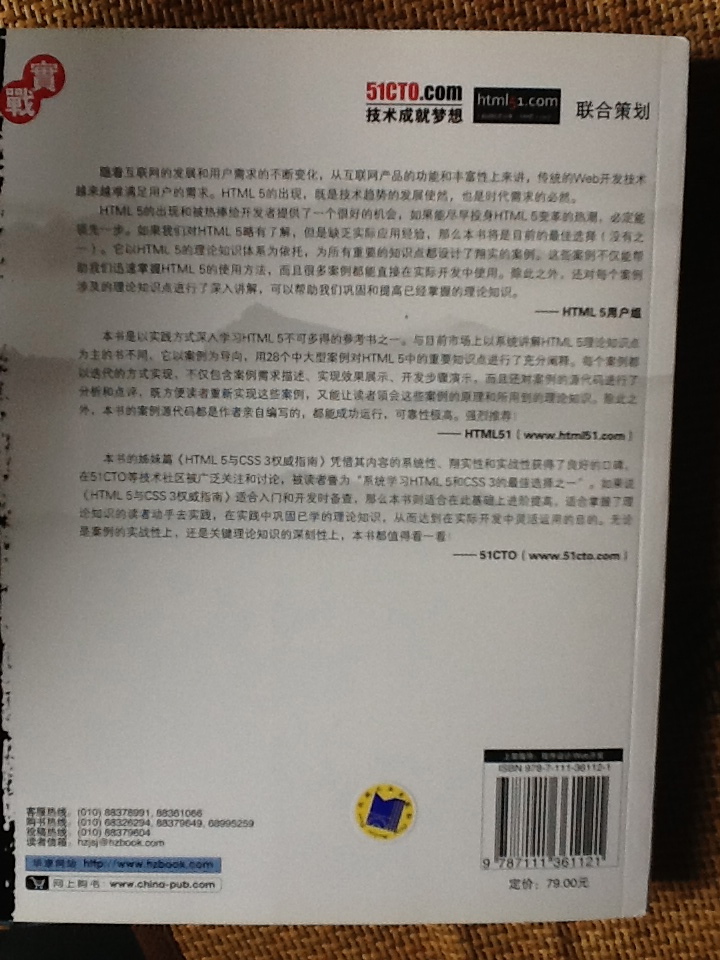 實
戰
51CTO.com
技术成就梦想
html51.com
联合策划
随着互联网的发展和用户需求的不断变化，从互联网产品的功能和丰富性上来讲，传统的Web开发技术
越来越难满足用户的需求。HTML 5的出现，既是技术趋势的发展使然，也是时代需求的必然。
HTML 5的出现和被热捧给开发者提供了一个很好的机会，如果能尽早投身HTML 5变革的热潮，必定能
领先一步。如果我们对HTML 5略有了解，但是缺乏实际应用经验，那么本书将是目前的最佳选择（没有之
一）。它以HTML 5的理论知识体系为依托，为所有重要的知识点都设计了翔实的案例。这些案例不仅能帮
助我们迅速掌握HTML 5的使用方法，而且很多案例都能直接在实际开发中使用。除此之外，还对每个案例
涉及的理论知识点进行了深入讲解，可以帮助我们巩固和提高已经掌握的理论知识。
—— HTML 5用户组
本书是以实践方式深入学习HTML 5不可多得的参考书之一。与目前市场上以系统讲解HTML 5理论知识点
为主的书不同，它以案例为导向，用28个中大型案例对HTML 5中的重要知识点进行了充分阐释。每个案例都
以迭代的方式实现，不仅包含案例需求描述、实现效果展示、开发步骤演示，而且还对案例的源代码进行了
分析和点评，既方便读者重新实现这些案例，又能让读者领会这些案例的原理和所用到的理论知识。除此之
外，本书的案例源代码都是作者亲自编写的，都能成功运行，可靠性极高。强烈推荐！
—— HTML51（www.html51.com）
本书的姊妹篇《HTML 5与CSS 3权威指南》凭借其内容的系统性、翔实性和实战性获得了良好的口碑，
在51CTO等技术社区被广泛关注和讨论，被读者誉为“系统学习HTML 5和CSS 3的最佳选择之一”。如果说
《HTML 5与CSS 3权威指南》适合入门和开发时备查，那么本书则适合在此基础上进阶提高，适合掌握了理
论知识的读者动手去实践，在实践中巩固已学的理论知识，从而达到在实际开发中灵活运用的目的。无论
是案例的实战性上，还是关键理论知识的深刻性上，本书都值得看一看！
—— 51CTO（www.51cto.com）
上架指导：程序设计/Web开发
ISBN 978-7-111-36112-1
9 787111 361121
定价：79.00元
客服热线：(010) 88378991, 88361066
购书热线：(010) 68326294, 88379649, 68995259
投稿热线：(010) 88379604
读者信箱：hzjsj@hzbook.com
华章网站 http://www.hzbook.com
网上购书：www.china-pub.com